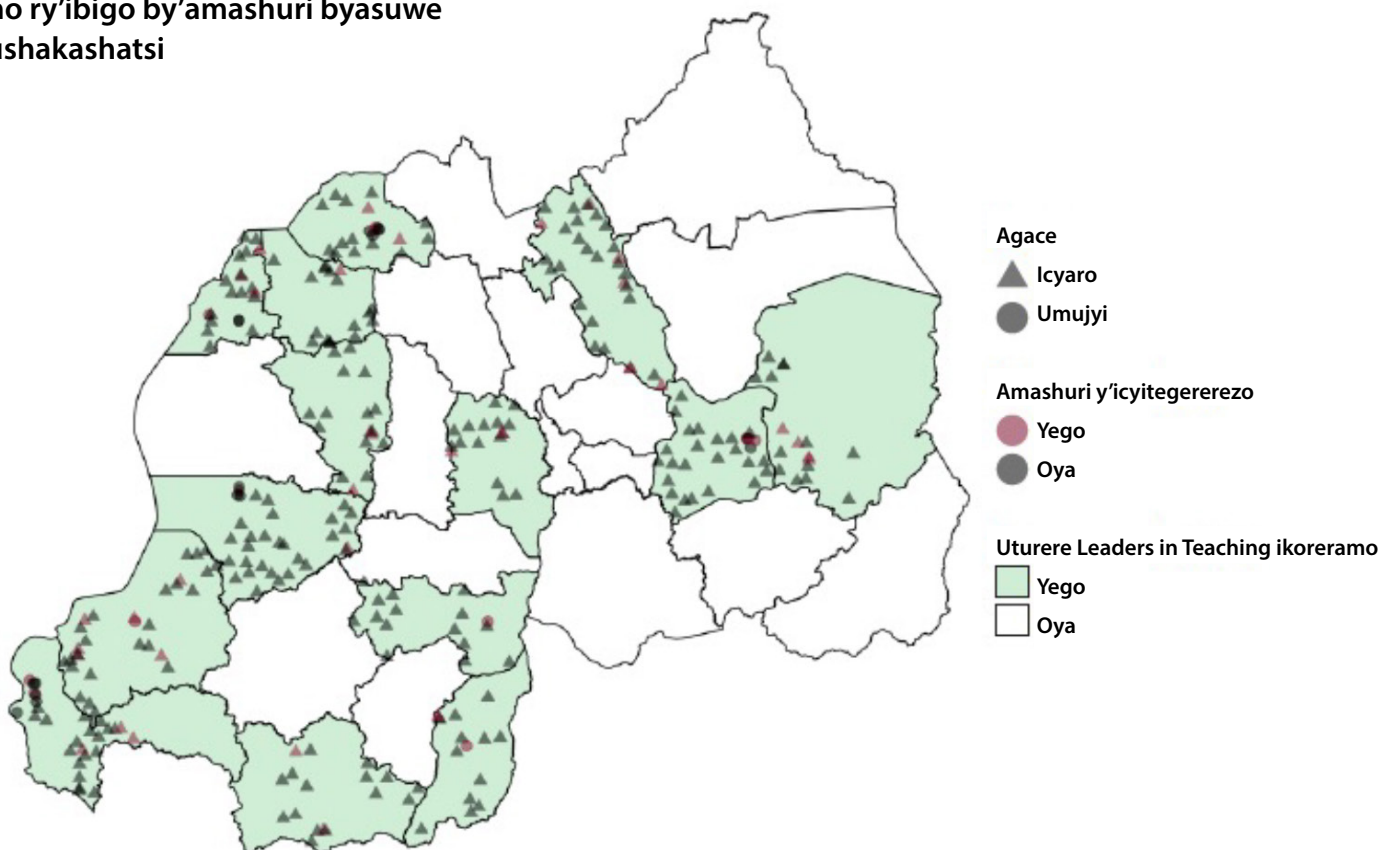 ry'ibigo by'amashuri byasuwe
Agace
Icyaro
Umujyi
Amashuri y'icyitegererezo
Yego
Oya
Uturere Leaders in Teaching ikoreramo
Yego
Oya